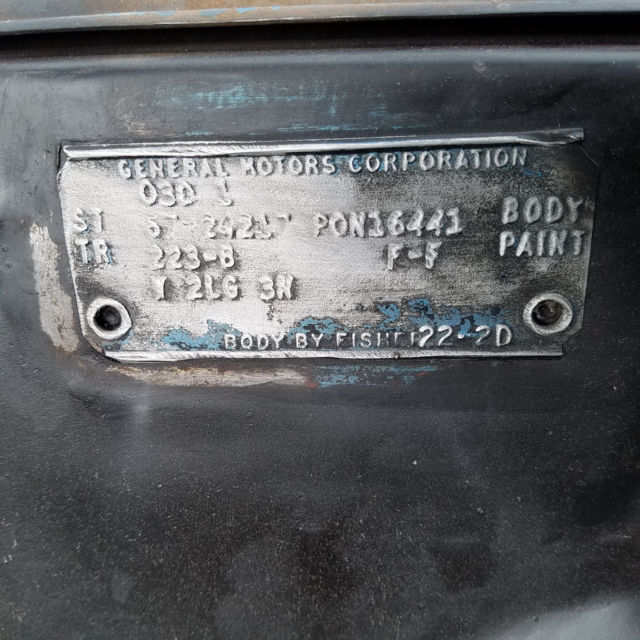 GENERAL MOTORS CORPORATION
03D 1
ST 67-24217 PON16441 BODY
TR 223-B F-F PAINT
Y 2LG 3N
BODY BY FISHER 22-2D